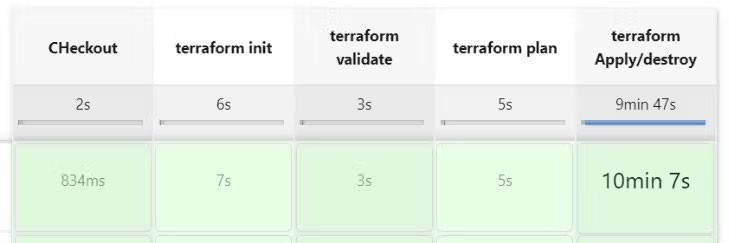 CHeckout
terraform init
terraform
validate
terraform plan
terraform
Apply/destroy
2s
6s
3s
5s
9min 47s
834ms
7s
3s
5s
10min 7s